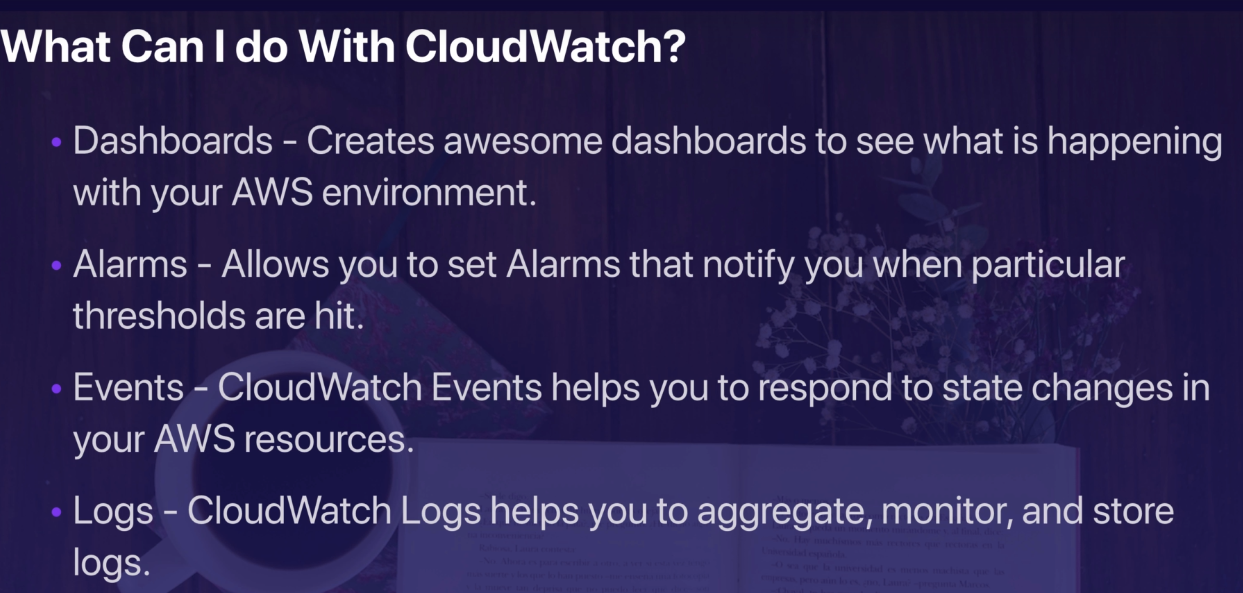 What Can I do With CloudWatch?
• Dashboards - Creates awesome dashboards to see what is happening
with your AWS environment.
• Alarms - Allows you to set Alarms that notify you when particular
thresholds are hit.
• Events - CloudWatch Events helps you to respond to state changes in
your AWS resources.
• Logs - CloudWatch Logs helps you to aggregate, monitor, and store
logs.